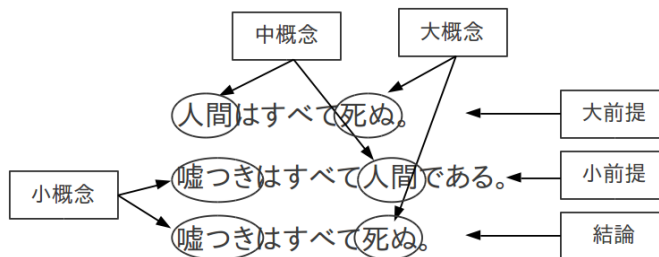 中概念
大概念
人間はすべて死ぬ。
大前提
嘘つきはすべて人間である。
小前提
小概念
嘘つきはすべて死ぬ。
結論